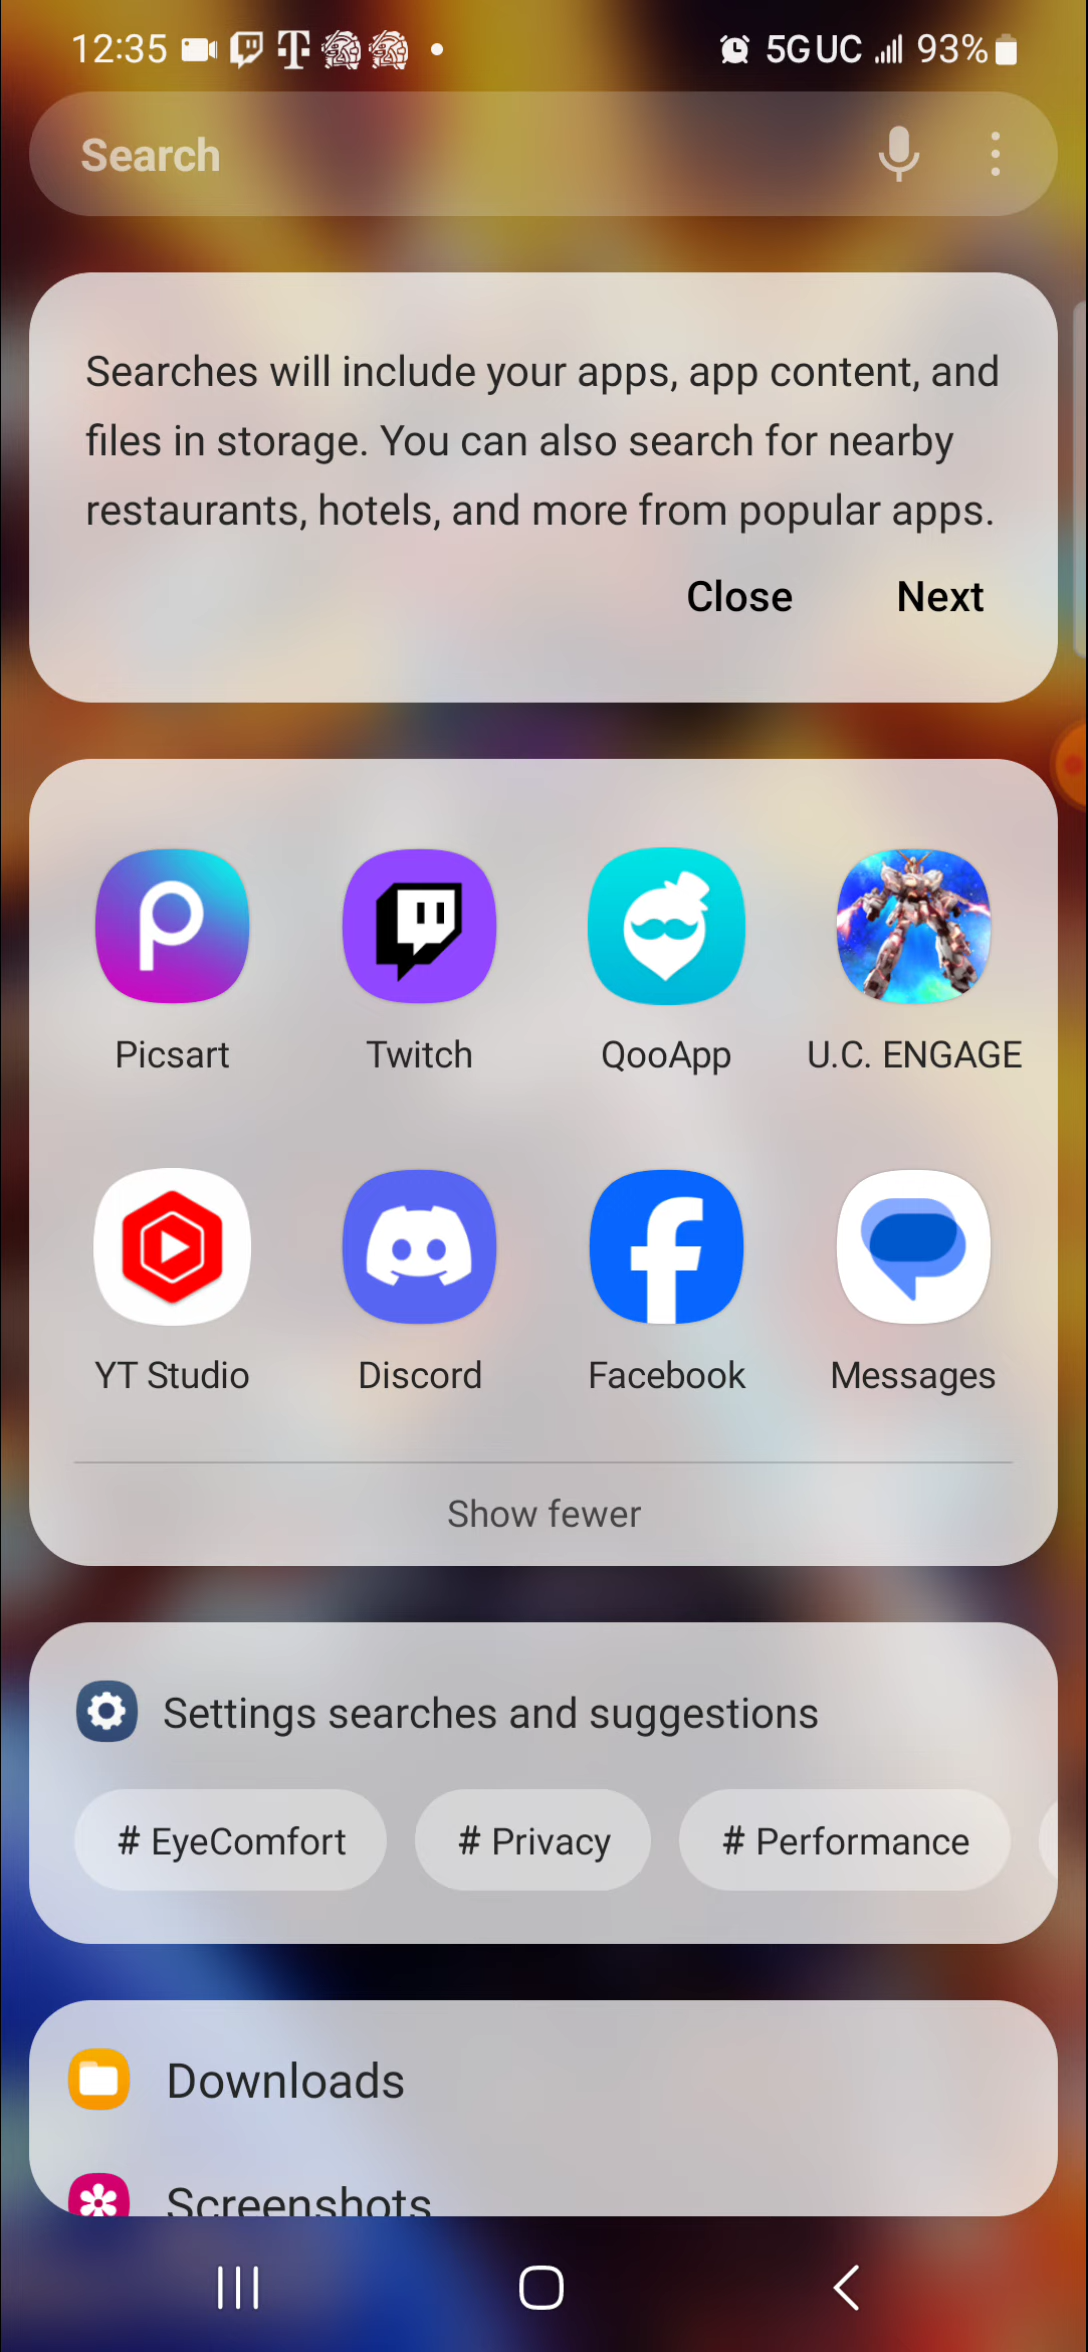 12:35 5G UC 93%
Search
Searches will include your apps, app content, and
files in storage. You can also search for nearby
restaurants, hotels, and more from popular apps.
Close Next
Picsart Twitch QooApp U.C. ENGAGE
YT Studio Discord Facebook Messages
Show fewer
Settings searches and suggestions
# EyeComfort # Privacy # Performance
Downloads
Screenshots